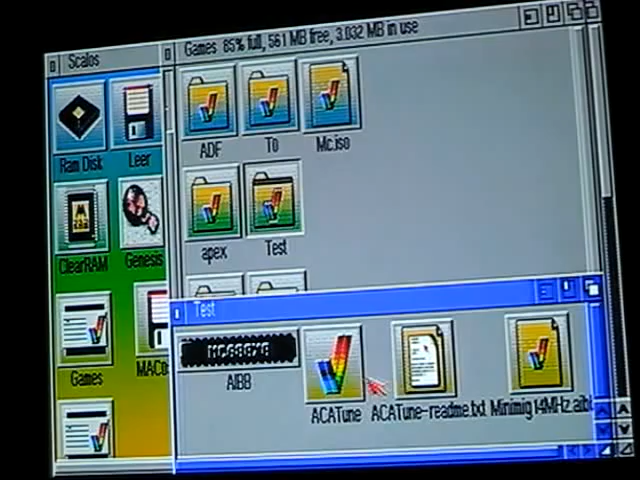 Scalos
Games 85% full, 561 MB free, 3.032 MB in use
Ram Disk
Leer
ADF
To
Mc.iso
ClearRAM
Genesis
apex
Test
Test
Games
AIBB
ACATune
ACATune-readme.txt